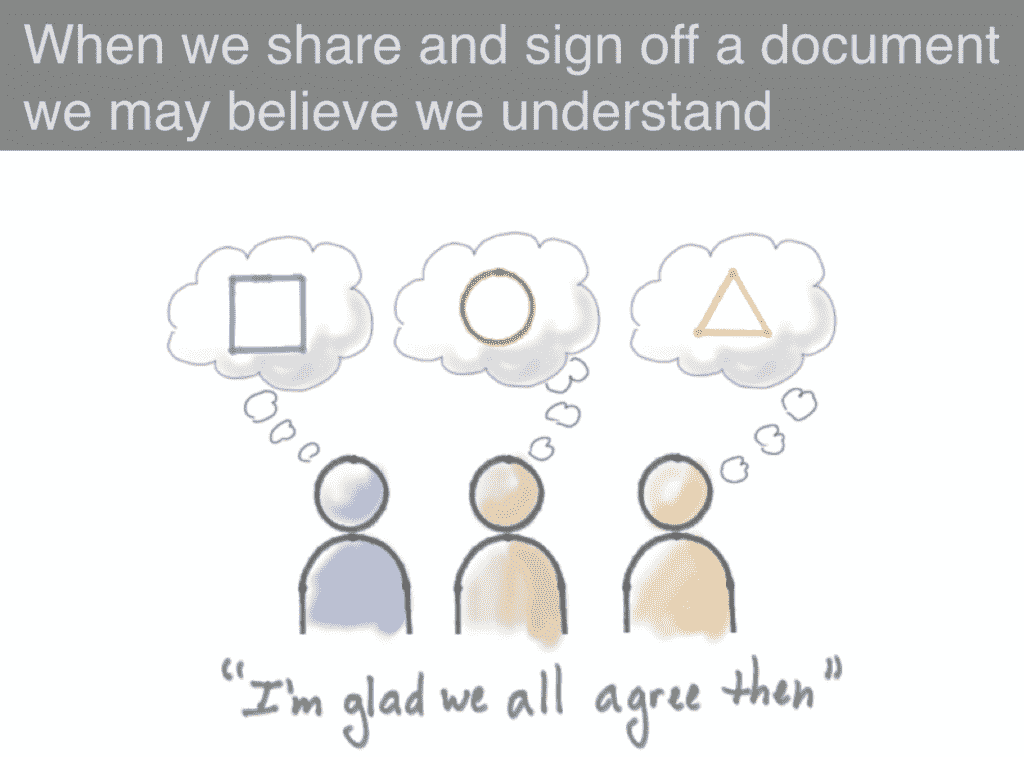 When we share and sign off a document
we may believe we understand
"I'm glad we all agree then"